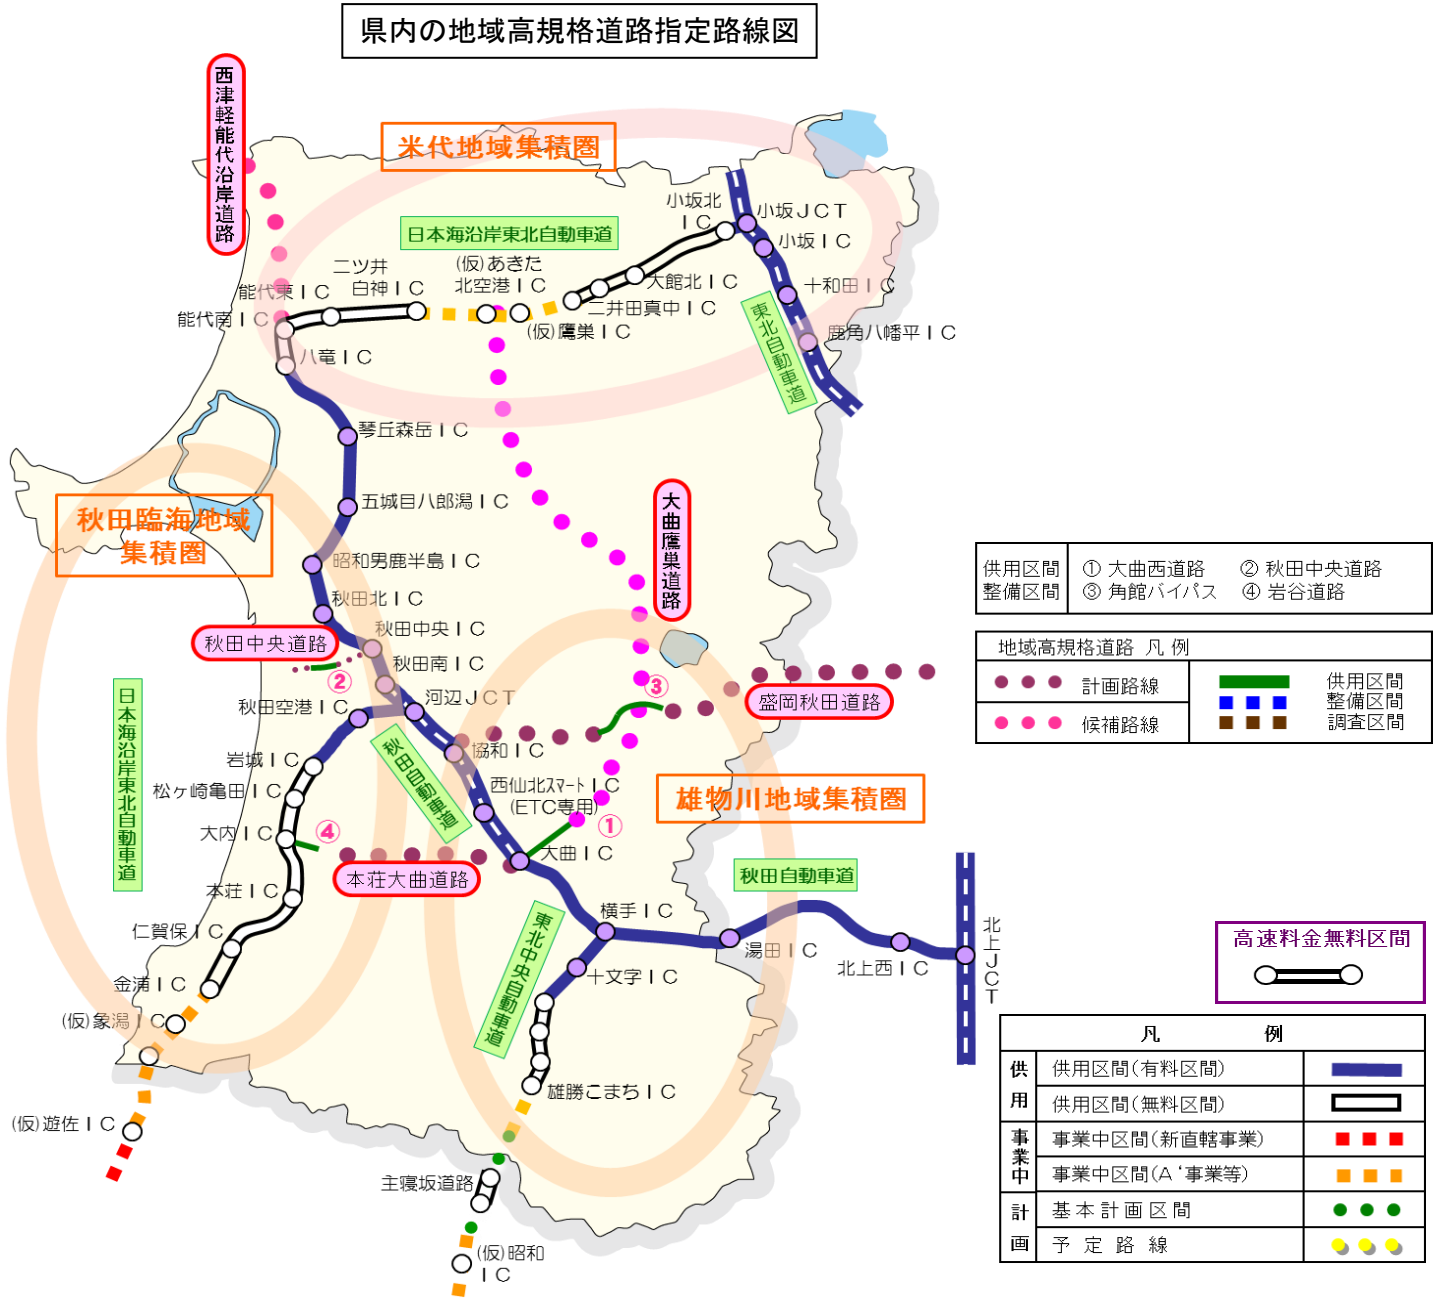 県内の地域高規格道路指定路線図
西津軽能代沿岸道路
米代地域集積圏
日本海沿岸東北自動車道
小坂北
ＩＣ
小坂ＪＣＴ
小坂ＩＣ
十和田ＩＣ
鹿角八幡平ＩＣ
東北自動車道
大館北ＩＣ
二井田真中ＩＣ
(仮)あきた
北空港ＩＣ
(仮)鷹巣ＩＣ
二ツ井
白神ＩＣ
能代東ＩＣ
能代南ＩＣ
八竜ＩＣ
琴丘森岳ＩＣ
五城目八郎潟ＩＣ
秋田臨海地域
集積圏
昭和男鹿半島ＩＣ
秋田北ＩＣ
秋田中央ＩＣ
秋田中央道路
②
秋田南ＩＣ
河辺ＪＣＴ
秋田空港ＩＣ
大曲鷹巣道路
③
盛岡秋田道路
日本海沿岸東北自動車道
秋田自動車道
協和ＩＣ
西仙北ｽﾏｰﾄＩＣ
(ETC専用)
①
雄物川地域集積圏
岩城ＩＣ
松ヶ崎亀田ＩＣ
大内ＩＣ
④
本荘大曲道路
大曲ＩＣ
本荘ＩＣ
仁賀保ＩＣ
金浦ＩＣ
(仮)象潟ＩＣ
(仮)遊佐ＩＣ
秋田自動車道
横手ＩＣ
湯田ＩＣ
北上西ＩＣ
北上ＪＣＴ
東北中央自動車道
十文字ＩＣ
雄勝こまちＩＣ
主寝坂道路
(仮)昭和
ＩＣ
供用区間
整備区間
① 大曲西道路 ② 秋田中央道路
③ 角館バイパス ④ 岩谷道路
地域高規格道路 凡 例
計画路線
候補路線
供用区間
整備区間
調査区間
高速料金無料区間
凡 例
供用
供用区間(有料区間)
供用区間(無料区間)
事業中
事業中区間(新直轄事業)
事業中区間(A‘事業等)
計画
基本計画区間
予定路線